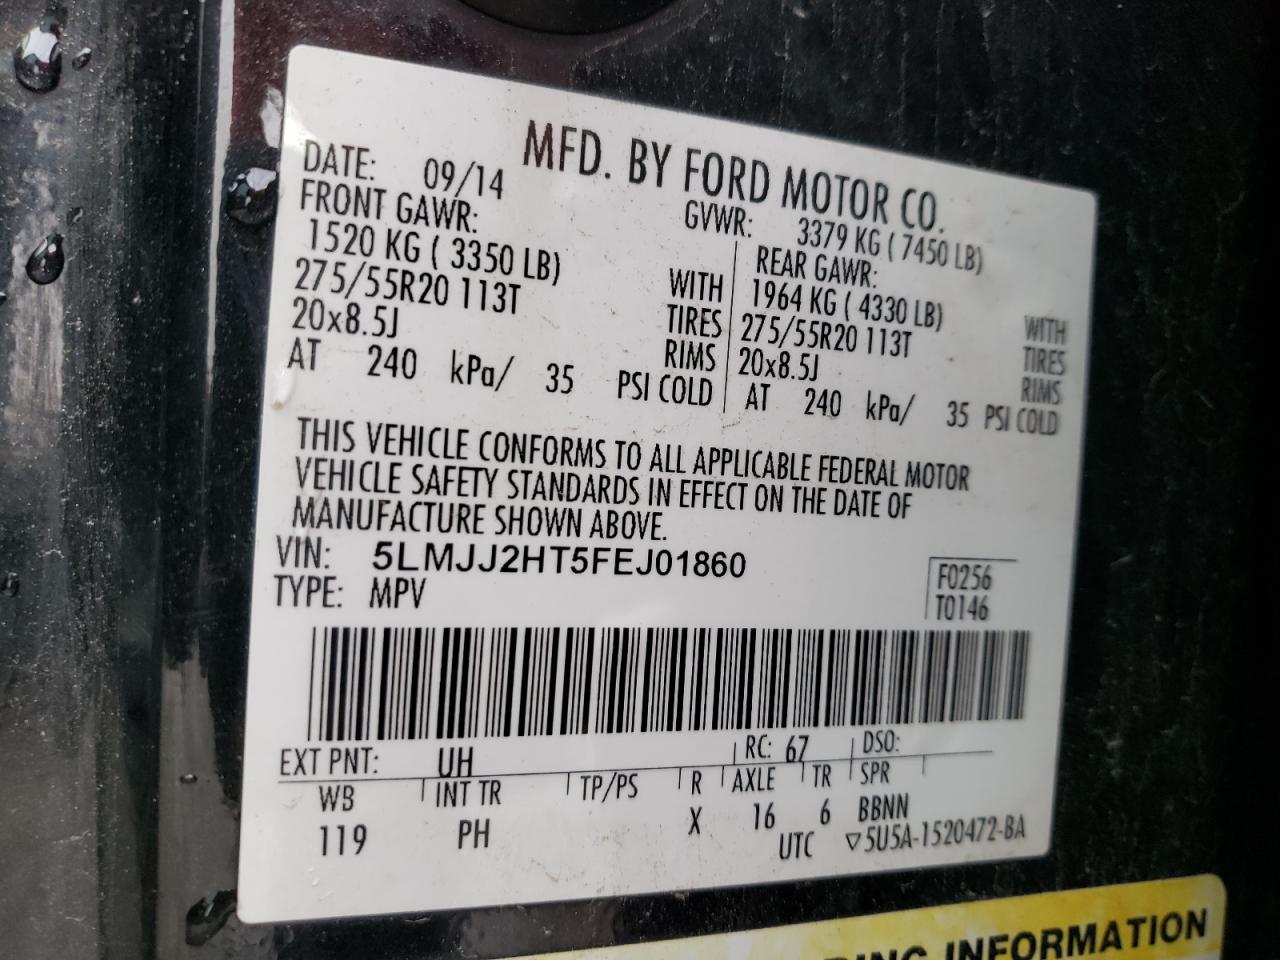 MFD. BY FORD MOTOR CO.
DATE: 09/14 GVWR: 3379 KG ( 7450 LB)
FRONT GAWR: REAR GAWR:
1520 KG ( 3350 LB) WITH 1964 KG ( 4330 LB) WITH
275/55R20 113T TIRES 275/55R20 113T TIRES
20x8.5J RIMS 20x8.5J RIMS
AT 240 kPa/ 35 PSI COLD AT 240 kPa/ 35 PSI COLD
THIS VEHICLE CONFORMS TO ALL APPLICABLE FEDERAL MOTOR
VEHICLE SAFETY STANDARDS IN EFFECT ON THE DATE OF
MANUFACTURE SHOWN ABOVE.
VIN: 5LMJJ2HT5FEJ01860
TYPE: MPV
F0256
T0146
EXT PNT: UH RC: 67 DSO:
WB INT TR TP/PS R AXLE TR SPR
119 PH X 16 6 BBNN
UTC ▽5U5A-1520472-BA
INFORMATION